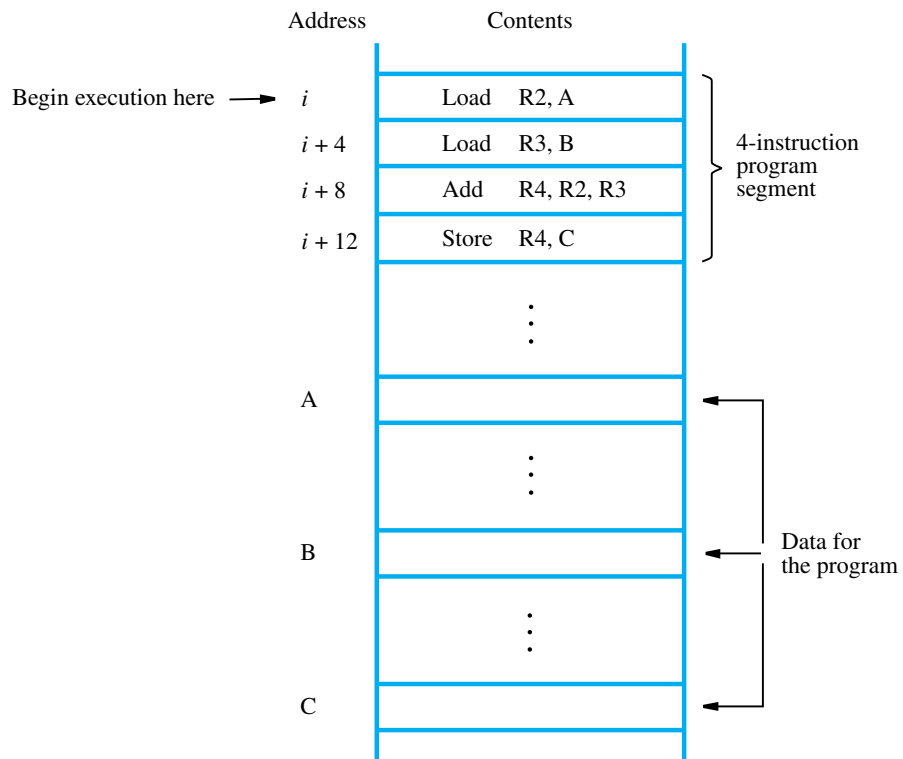 Address Contents
Begin execution here i Load R2, A
i + 4 Load R3, B
i + 8 Add R4, R2, R3
i + 12 Store R4, C
4-instruction
program
segment
A
B
C
Data for
the program